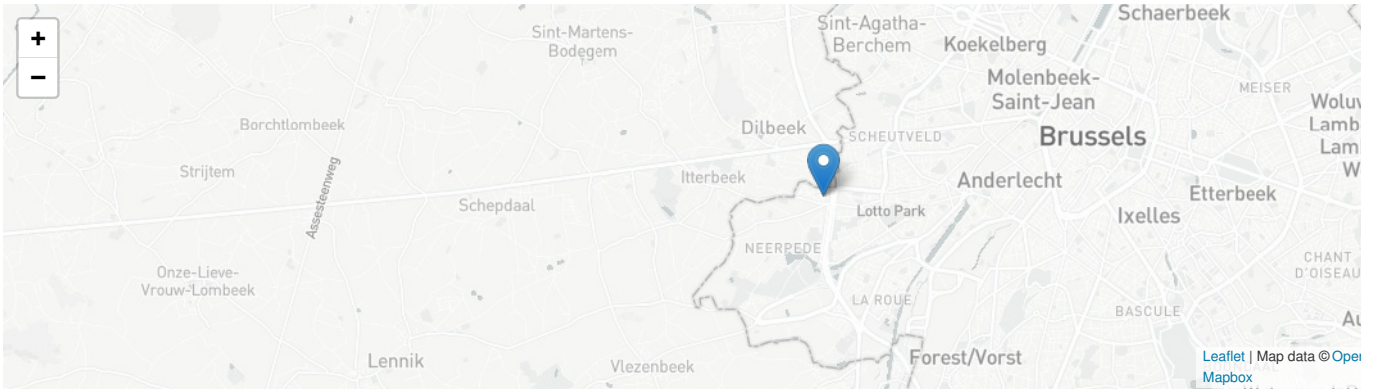 +
−
Sint-Martens-
Bodegem
Sint-Agatha-
Berchem
Schaerbeek
Koekelberg
Molenbeek-
Saint-Jean
MEISER
Woluw
Lamb
Lam
W
Borchtlombeek
Dilbeek
SCHEUTVELD
Brussels
Strijtem
Assesteenweg
Itterbeek
Anderlecht
Etterbeek
Schepdaal
Lotto Park
Ixelles
NEERPEDE
CHANT
D'OISEAU
Onze-Lieve-
Vrouw-Lombeek
LA ROUE
BASCULE
Au
Lennik
Vlezenbeek
Forest/Vorst
Leaflet | Map data © Open
Mapbox